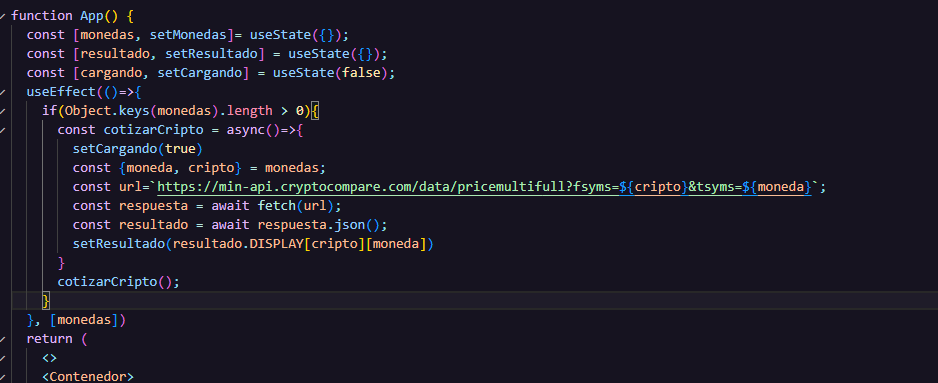 function App() {
const [monedas, setMonedas]= useState({});
const [resultado, setResultado] = useState({});
const [cargando, setCargando] = useState(false);
useEffect(()=>{
if(Object.keys(monedas).length > 0){
const cotizarCripto = async()=>{
setCargando(true)
const {moneda, cripto} = monedas;
const url=`https://min-api.cryptocompare.com/data/pricemultifull?fsyms=${cripto}&tsyms=${moneda}`;
const respuesta = await fetch(url);
const resultado = await respuesta.json();
setResultado(resultado.DISPLAY[cripto][moneda])
}
cotizarCripto();
}
}, [monedas])
return (
<>
<Contenedor>